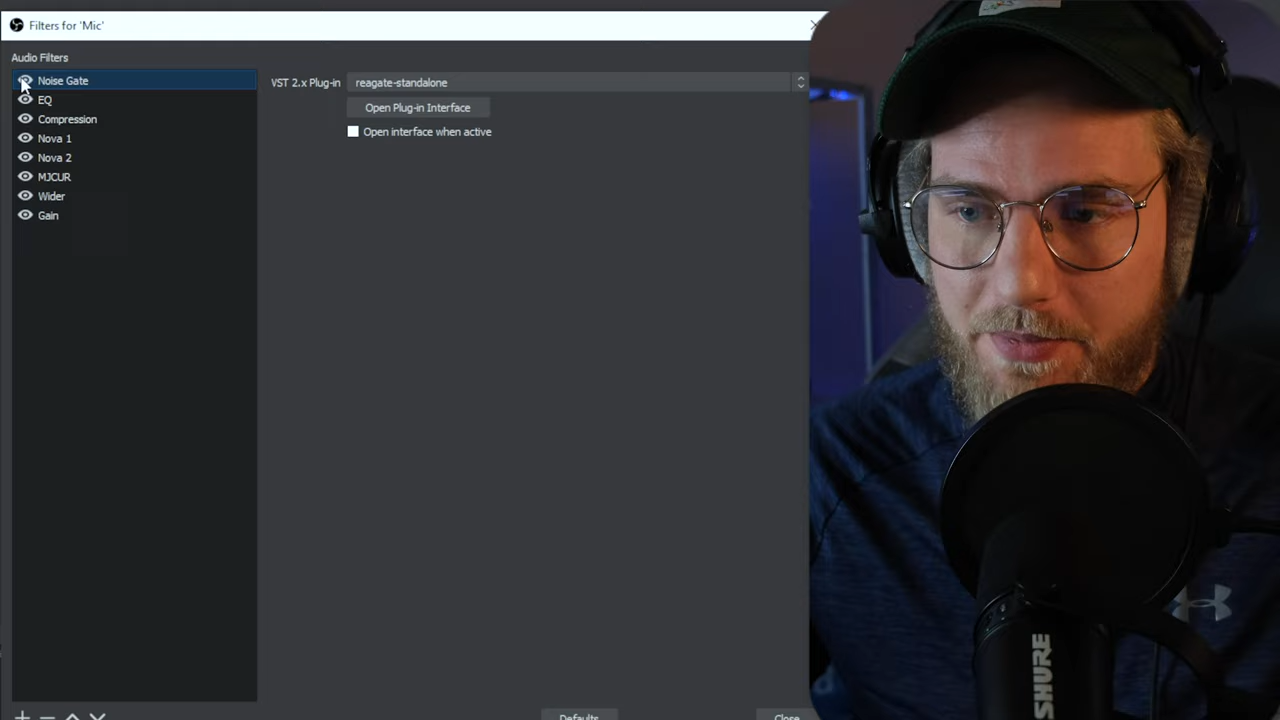 Filters for 'Mic'
Audio Filters
Noise Gate
EQ
Compression
Nova 1
Nova 2
MJCUR
Wider
Gain
VST 2.x Plug-in
reagate-standalone
Open Plug-in Interface
Open interface when active
Defaults
Close
SHURE